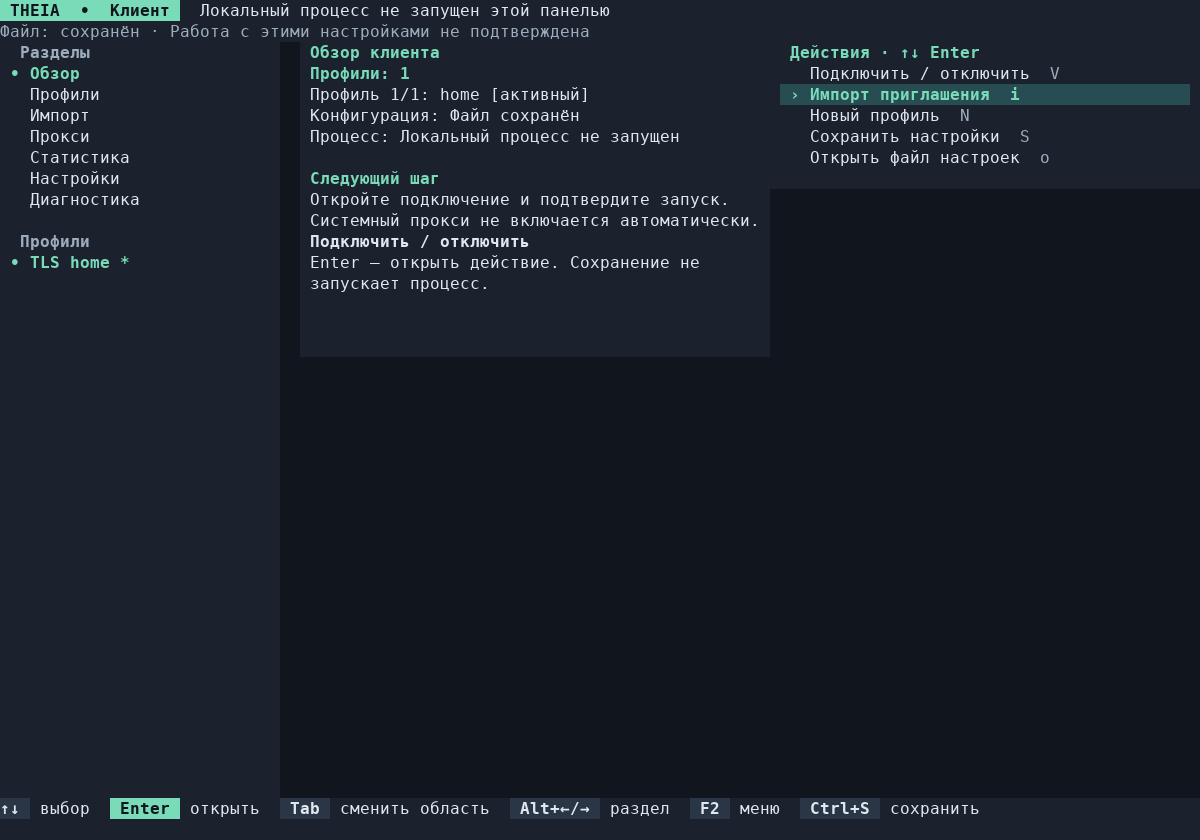 THEIA • Клиент Локальный процесс не запущен этой панелью
Файл: сохранён · Работа с этими настройками не подтверждена
Разделы
• Обзор
Профили
Импорт
Прокси
Статистика
Настройки
Диагностика
Профили
• TLS home *
Обзор клиента
Профили: 1
Профиль 1/1: home [активный]
Конфигурация: Файл сохранён
Процесс: Локальный процесс не запущен
Следующий шаг
Откройте подключение и подтвердите запуск.
Системный прокси не включается автоматически.
Подключить / отключить
Enter — открыть действие. Сохранение не
запускает процесс.
Действия · ↑↓ Enter
Подключить / отключить V
› Импорт приглашения i
Новый профиль N
Сохранить настройки S
Открыть файл настроек o
↑↓ выбор Enter открыть Tab сменить область Alt+←/→ раздел F2 меню Ctrl+S сохранить